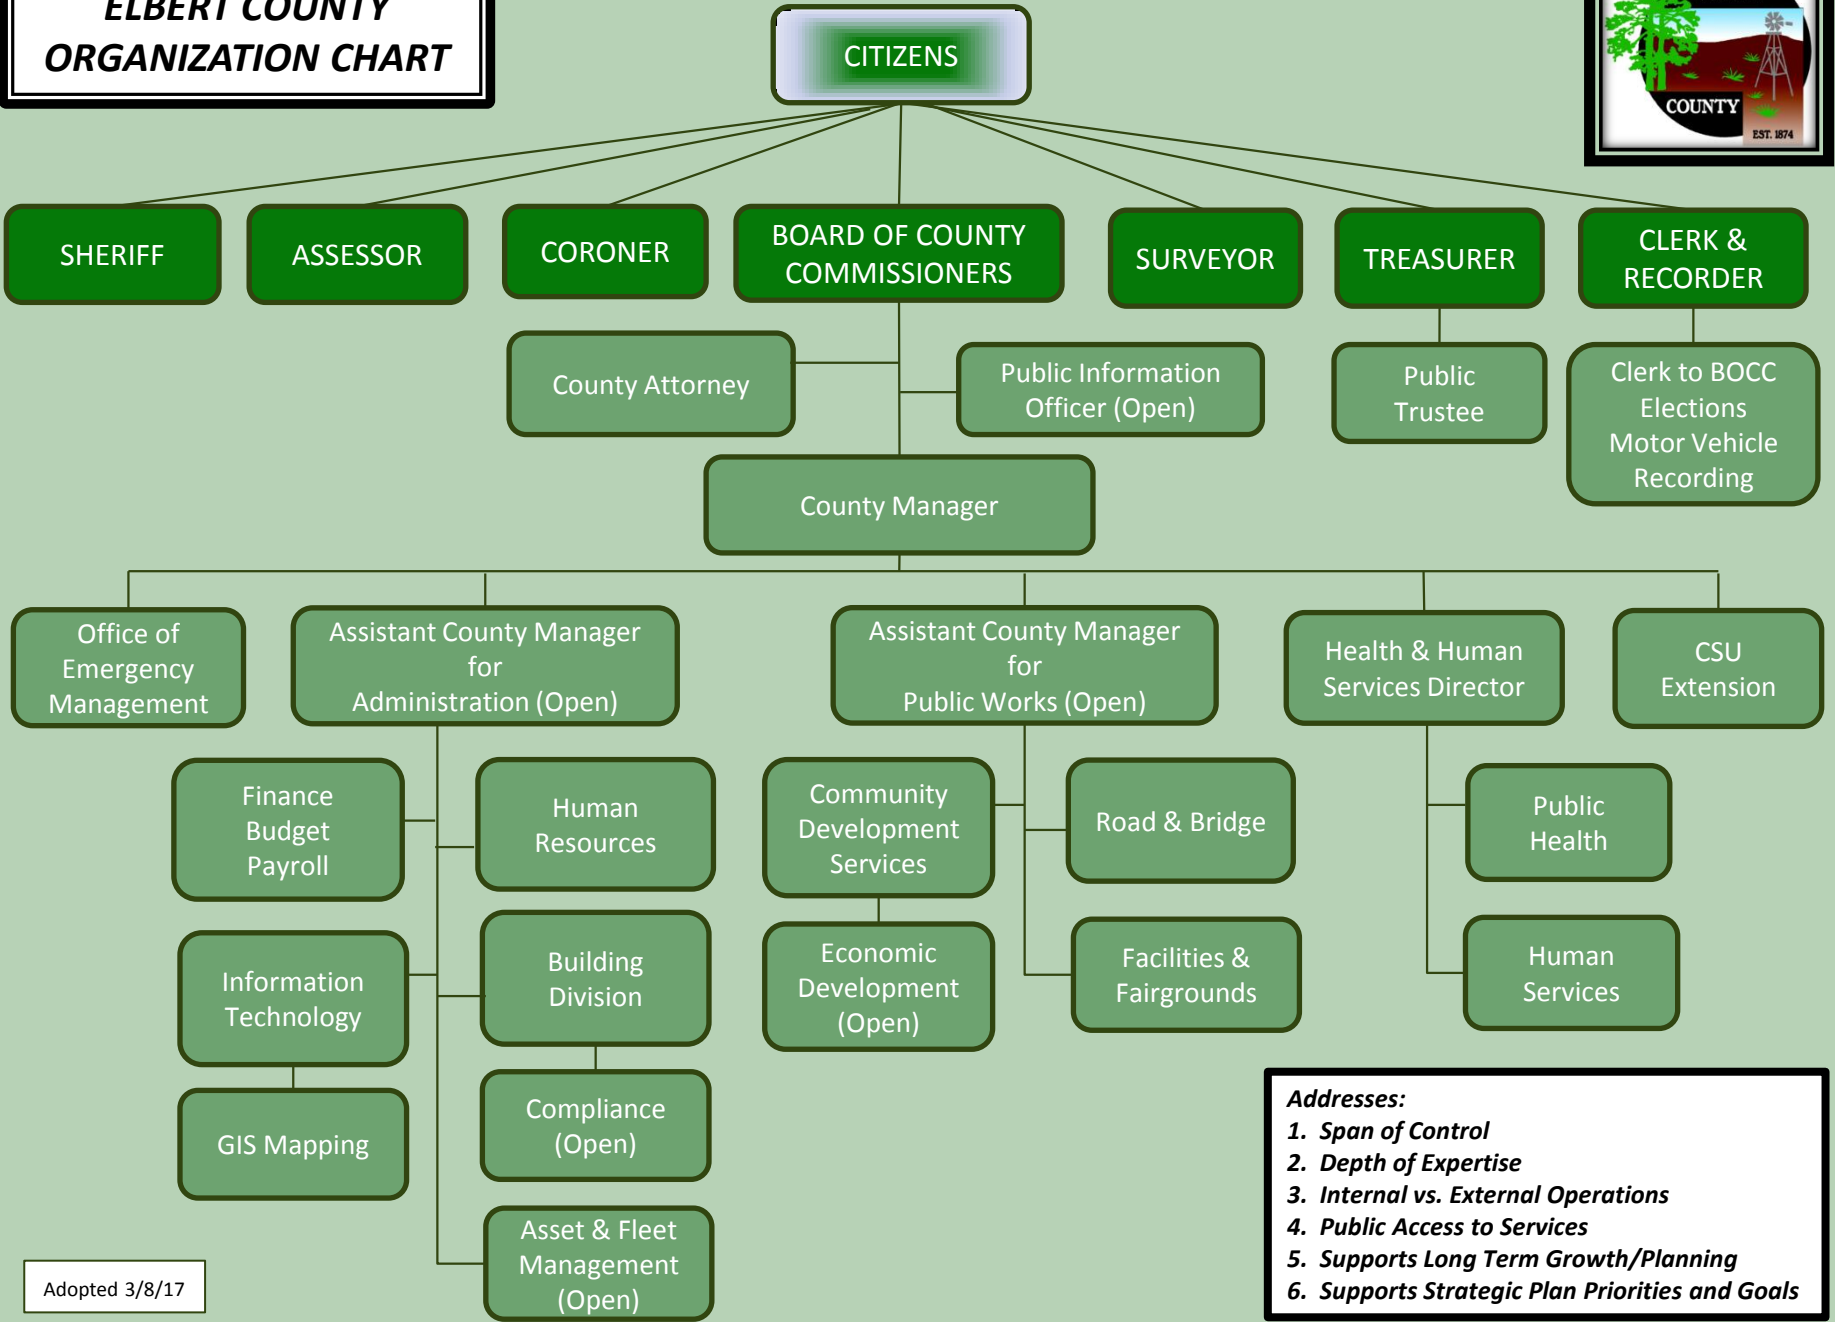 ELBERT COUNTY
ORGANIZATION CHART
CITIZENS
COUNTY
EST. 1874
SHERIFF
ASSESSOR
CORONER
BOARD OF COUNTY
COMMISSIONERS
SURVEYOR
TREASURER
CLERK &
RECORDER
County Attorney
Public Information
Officer (Open)
Public
Trustee
Clerk to BOCC
Elections
Motor Vehicle
Recording
County Manager
Office of
Emergency
Management
Assistant County Manager
for
Administration (Open)
Assistant County Manager
for
Public Works (Open)
Health & Human
Services Director
CSU
Extension
Finance
Budget
Payroll
Human
Resources
Community
Development
Services
Road & Bridge
Public
Health
Information
Technology
Building
Division
Economic
Development
(Open)
Facilities &
Fairgrounds
Human
Services
GIS Mapping
Compliance
(Open)
Asset & Fleet
Management
(Open)
Addresses:
1. Span of Control
2. Depth of Expertise
3. Internal vs. External Operations
4. Public Access to Services
5. Supports Long Term Growth/Planning
6. Supports Strategic Plan Priorities and Goals
Adopted 3/8/17